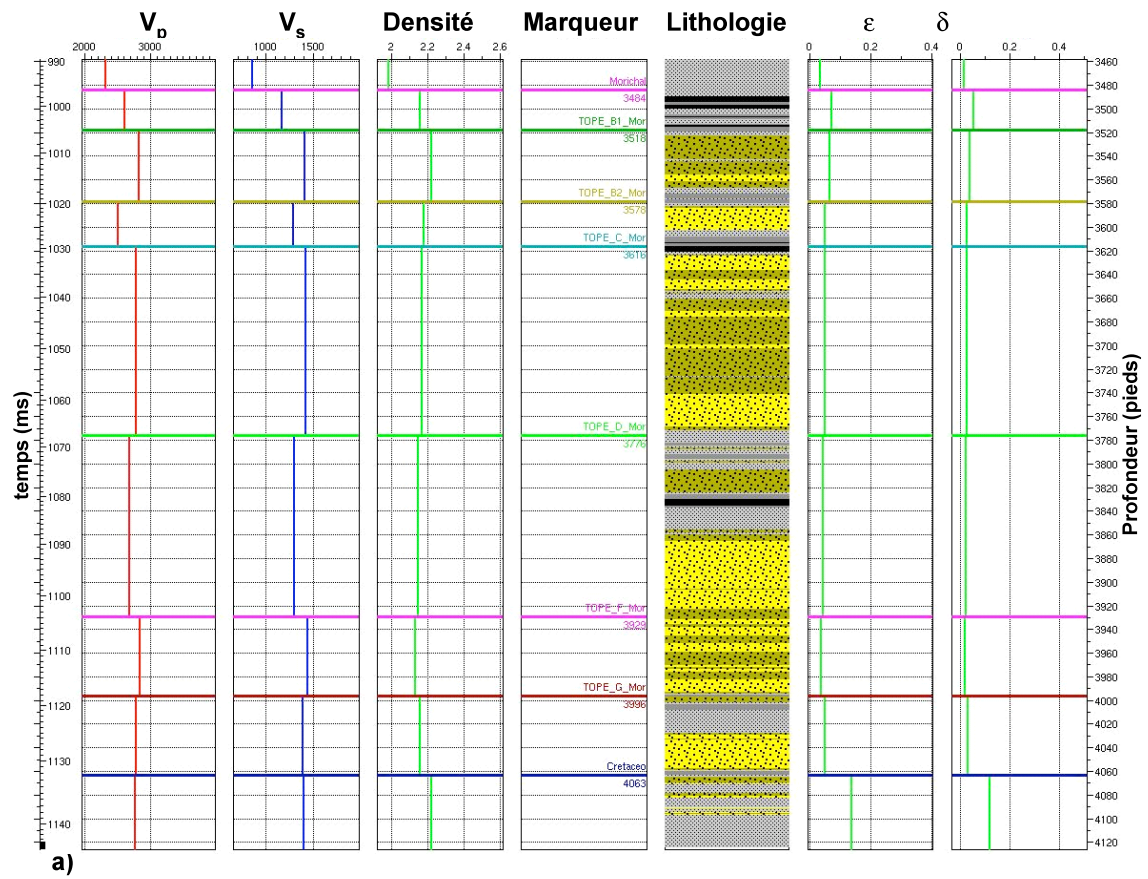 Vp Vs Densité Marqueur Lithologie ε δ
2000 3000 1000 1500 2 2.2 2.4 2.6 0 0.2 0.4 0 0.2 0.4
990 3460
Morichal 3480
3484
1000 3500
TOPE_B1_Mor 3520
3518
1010 3540
3560
TOPE_B2_Mor
1020 3580
3578
3600
TOPE_C_Mor
1030 3620
3616
3640
1040 3660
3680
1050 3700
3720
1060 3740
3760
TOPE_D_Mor
3776 3780
1070
3800
1080 3820
3840
1090 3860
3880
1100 3900
TOPE_F_Mor 3920
3929 3940
1110 3960
TOPE_G_Mor 3980
3996 4000
1120 4020
4040
1130
Cretaceo 4060
4063 4080
4100
1140 4120
temps (ms)
Profondeur (pieds)
a)